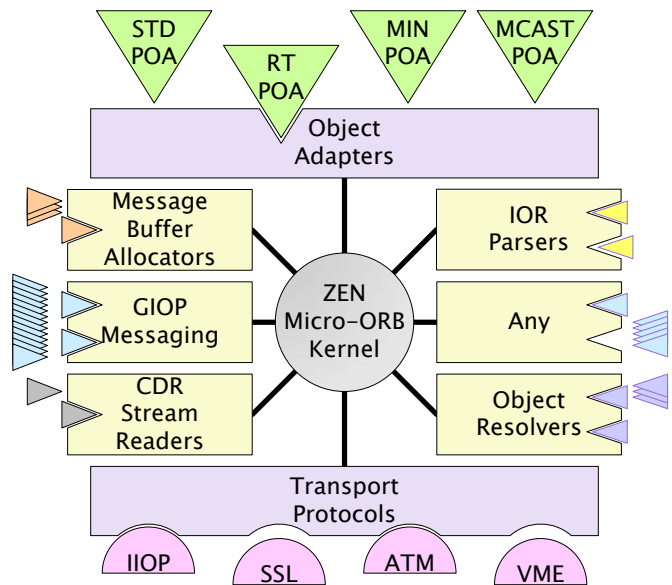 STD
POA
RT
POA
MIN
POA
MCAST
POA
Object
Adapters
Message
Buffer
Allocators
IOR
Parsers
ZEN
Micro-ORB
Kernel
GIOP
Messaging
Any
CDR
Stream
Readers
Object
Resolvers
Transport
Protocols
IIOP
SSL
ATM
VME